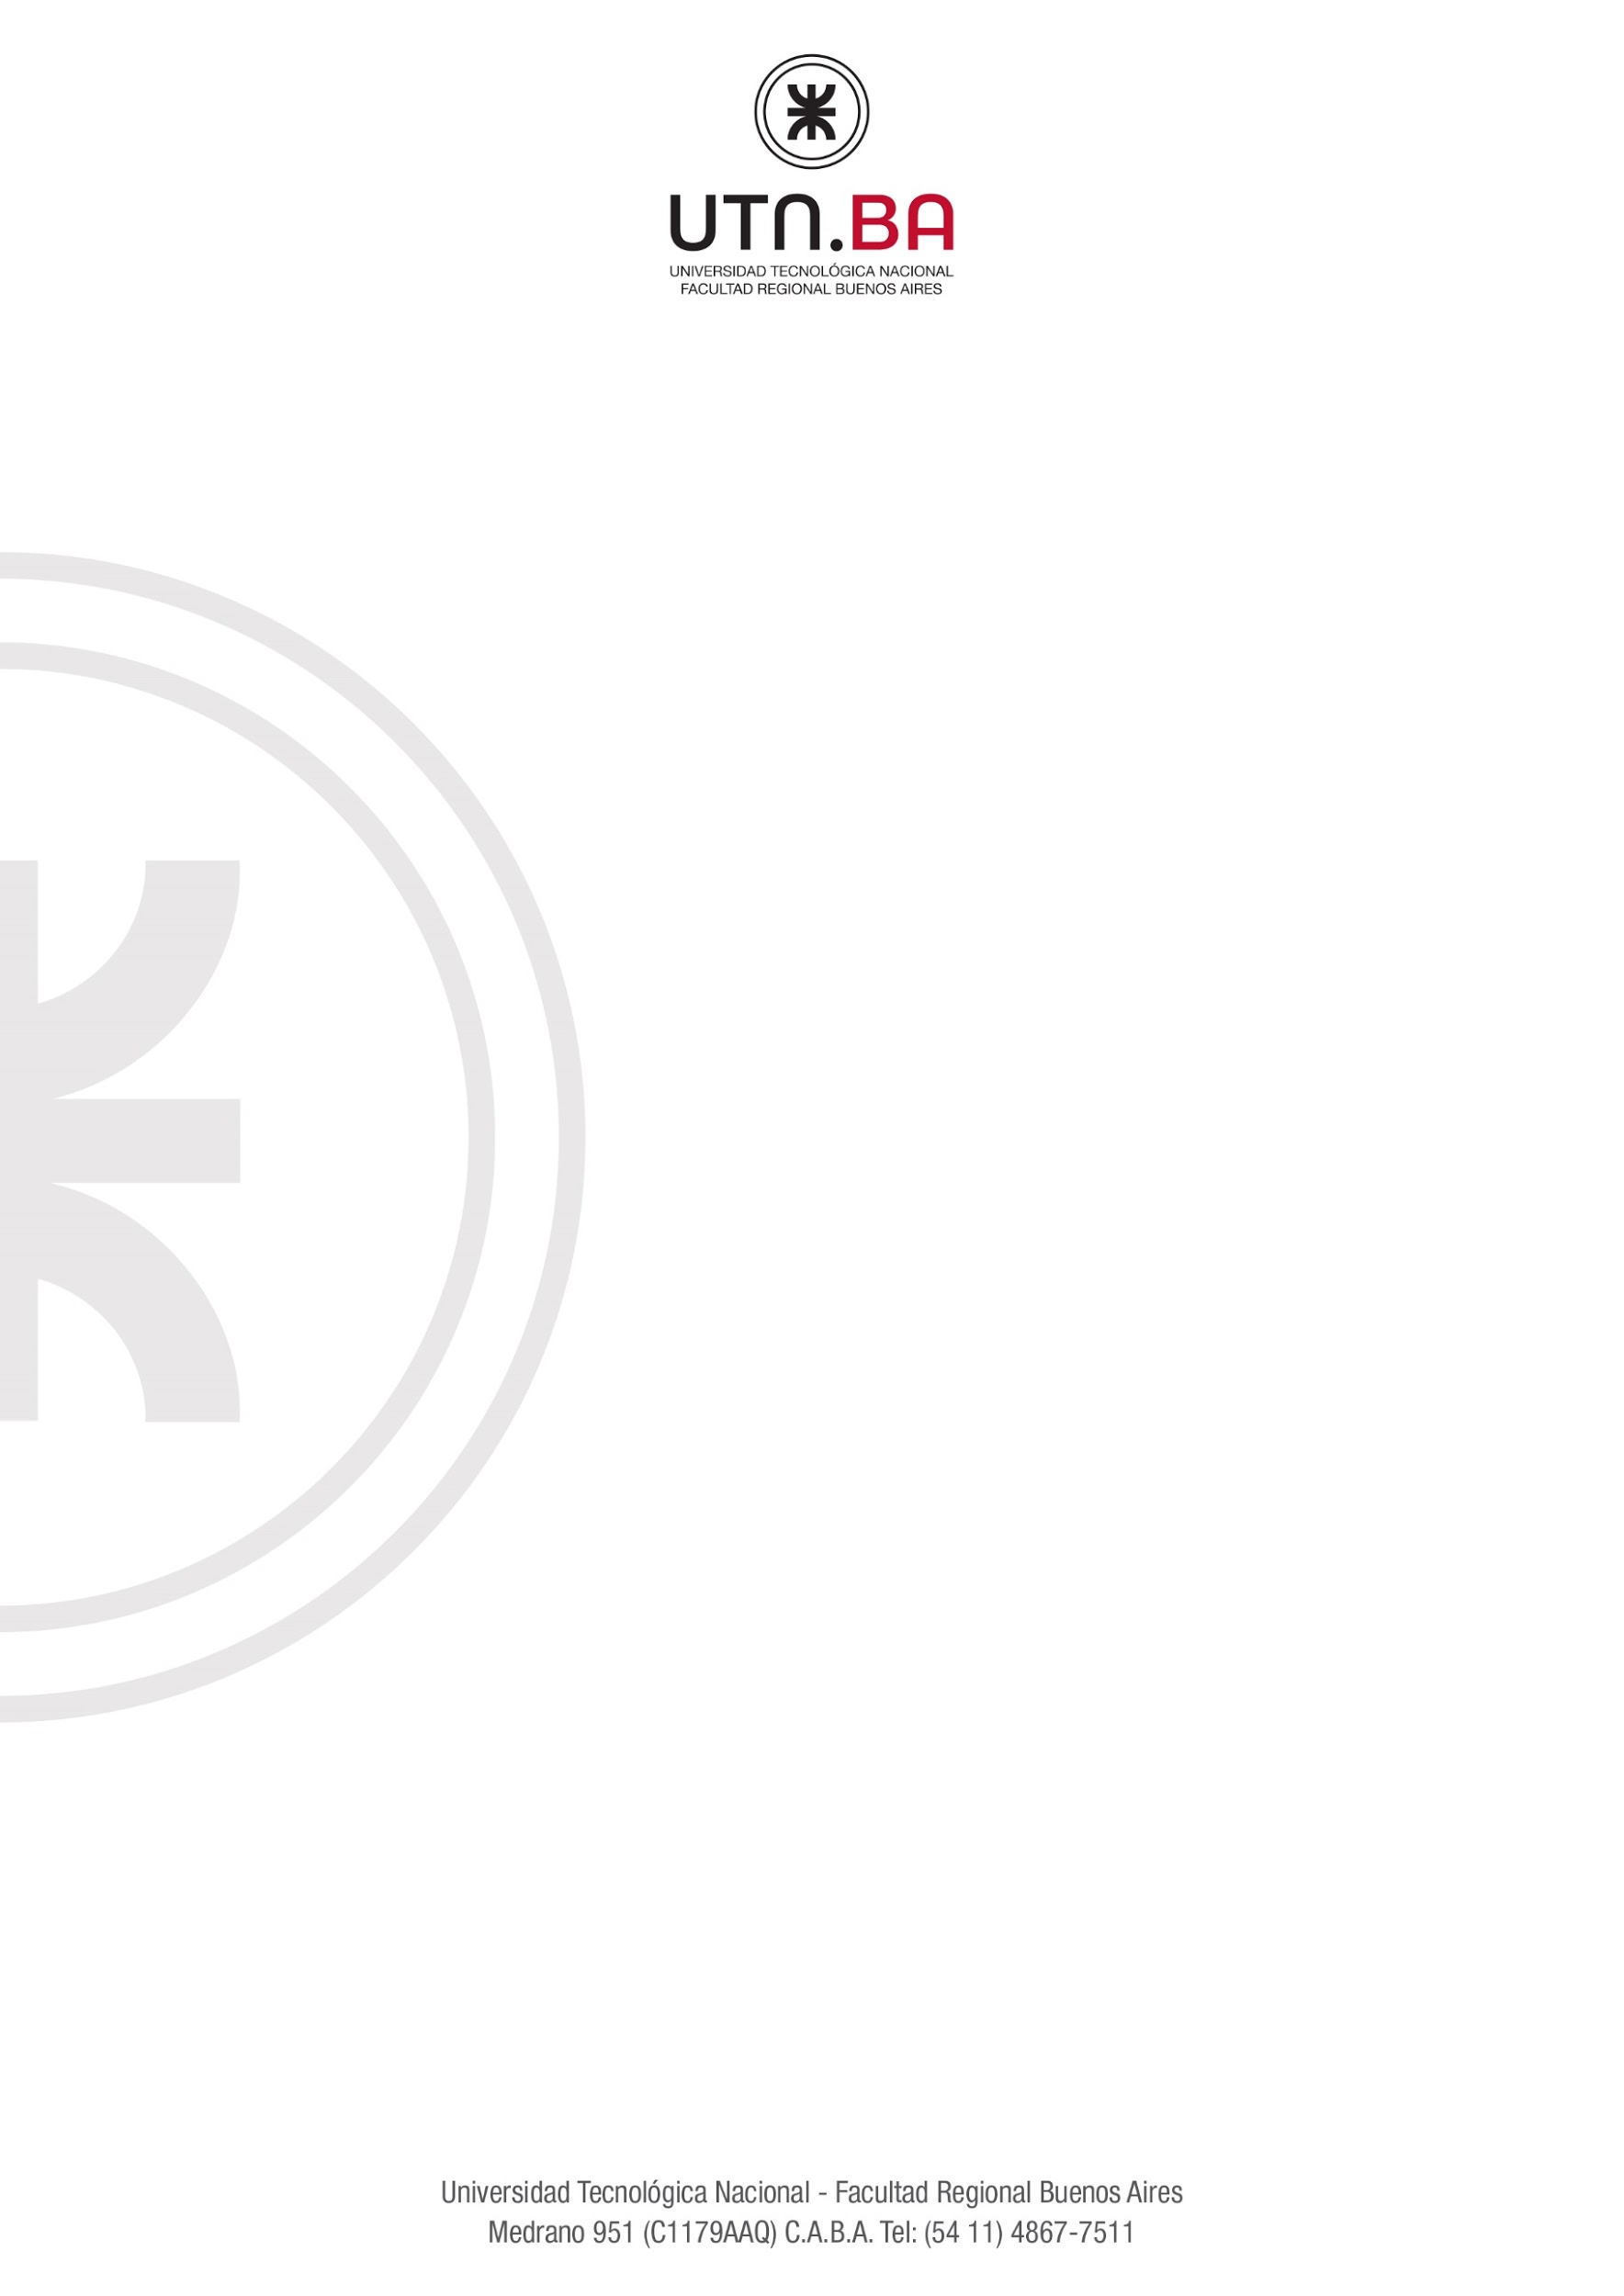 UTN.BA
UNIVERSIDAD TECNOLÓGICA NACIONAL
FACULTAD REGIONAL BUENOS AIRES
Universidad Tecnológica Nacional - Facultad Regional Buenos Aires
Medrano 951 (C1179AAQ) C.A.B.A. Tel: (54 11) 4867-7511